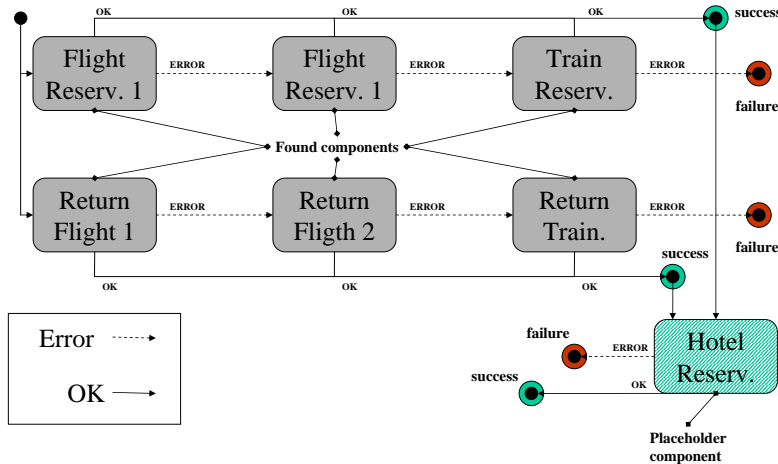 OK OK OK success
Flight Reserv. 1
ERROR
Flight Reserv. 1
ERROR
Train Reserv.
ERROR
failure
Found components
Return Flight 1
ERROR
Return Fligth 2
ERROR
Return Train.
ERROR
failure
OK OK OK
success
Error
OK
failure
ERROR
Hotel Reserv.
success
OK
Placeholder component